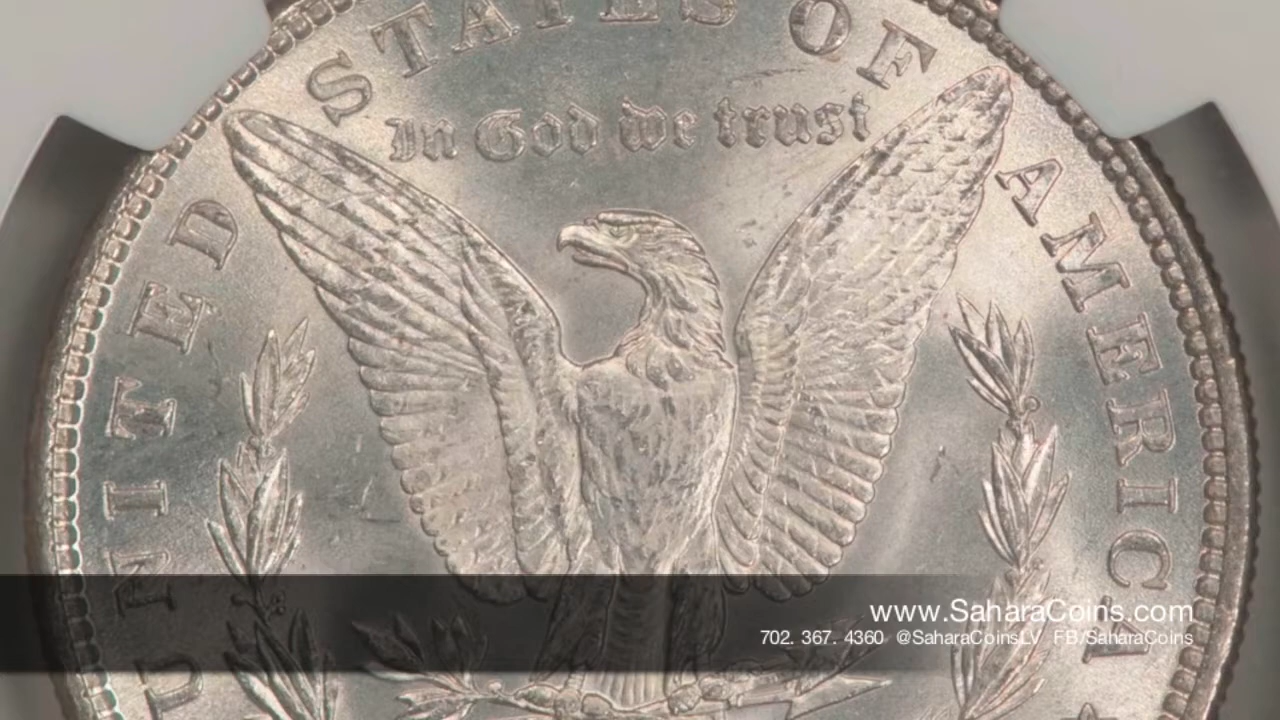 UNITED STATES OF AMERICA
In God we trust
www.SaharaCoins.com
702. 367. 4360 @SaharaCoinsLV FB/SaharaCoins